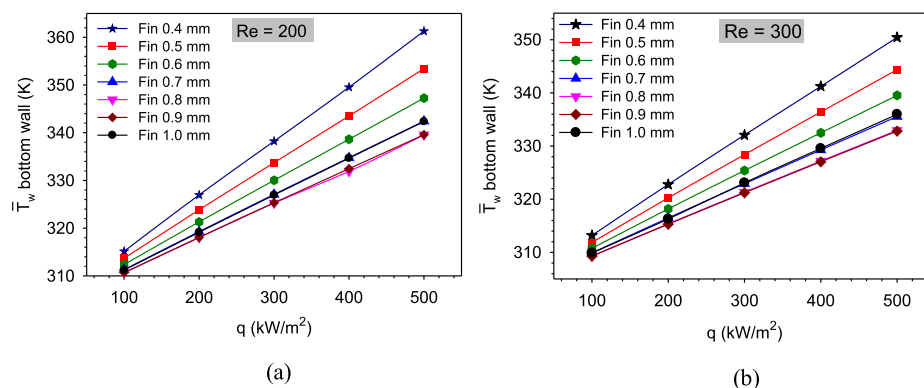 Re = 200
Fin 0.4 mm
Fin 0.5 mm
Fin 0.6 mm
Fin 0.7 mm
Fin 0.8 mm
Fin 0.9 mm
Fin 1.0 mm
T̅w bottom wall (K)
360
350
340
330
320
310
100 200 300 400 500
q (kW/m²)
(a)
Re = 300
Fin 0.4 mm
Fin 0.5 mm
Fin 0.6 mm
Fin 0.7 mm
Fin 0.8 mm
Fin 0.9 mm
Fin 1.0 mm
T̅w bottom wall (K)
350
340
330
320
310
100 200 300 400 500
q (kW/m²)
(b)